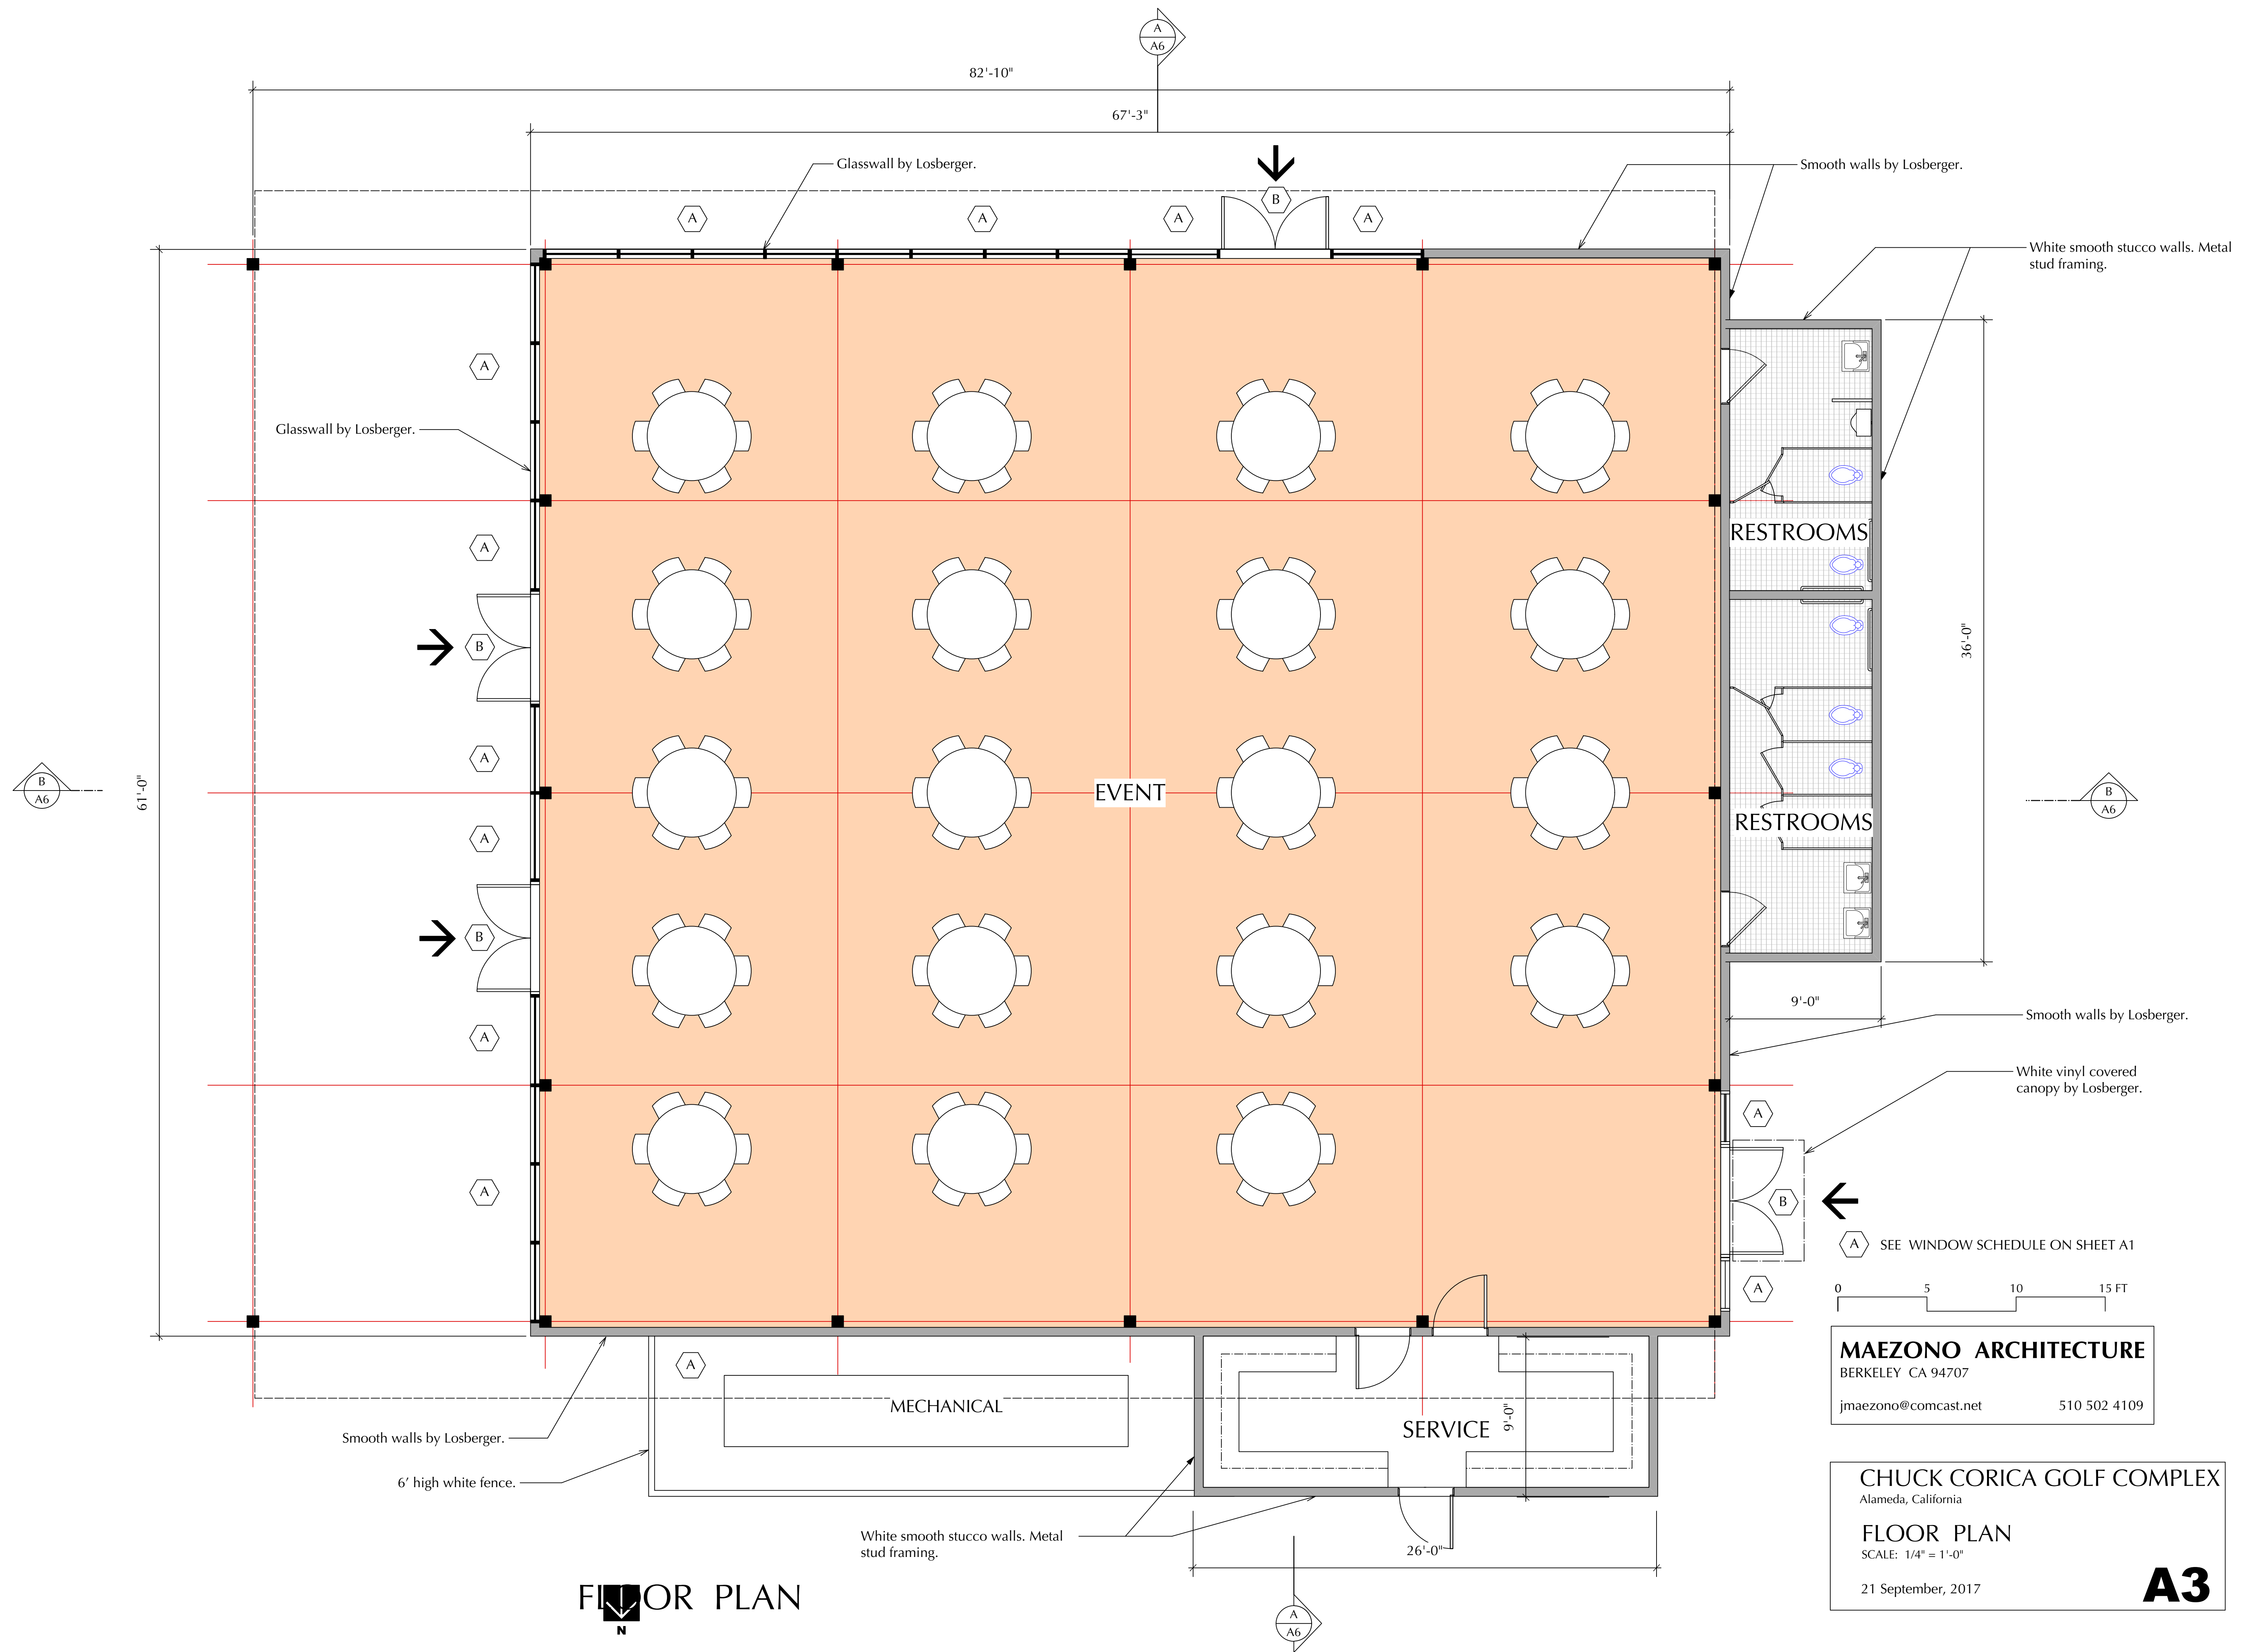 A
A6
82'-10"
67'-3"
Glasswall by Losberger.
Smooth walls by Losberger.
B
A
A
A
A
White smooth stucco walls. Metal
stud framing.
A
Glasswall by Losberger.
RESTROOMS
A
B
36'-0"
A
B
A6
61'-0"
EVENT
B
A6
RESTROOMS
A
B
9'-0"
Smooth walls by Losberger.
A
White vinyl covered
canopy by Losberger.
A
A
B
A SEE WINDOW SCHEDULE ON SHEET A1
A
0 5 10 15 FT
A
MAEZONO ARCHITECTURE
BERKELEY CA 94707
jmaezono@comcast.net 510 502 4109
MECHANICAL
SERVICE
9'-0"
Smooth walls by Losberger.
6’ high white fence.
White smooth stucco walls. Metal
stud framing.
26'-0"
CHUCK CORICA GOLF COMPLEX
Alameda, California
FLOOR PLAN
SCALE: 1/4" = 1'-0"
21 September, 2017
A3
FLOOR PLAN
N
A
A6